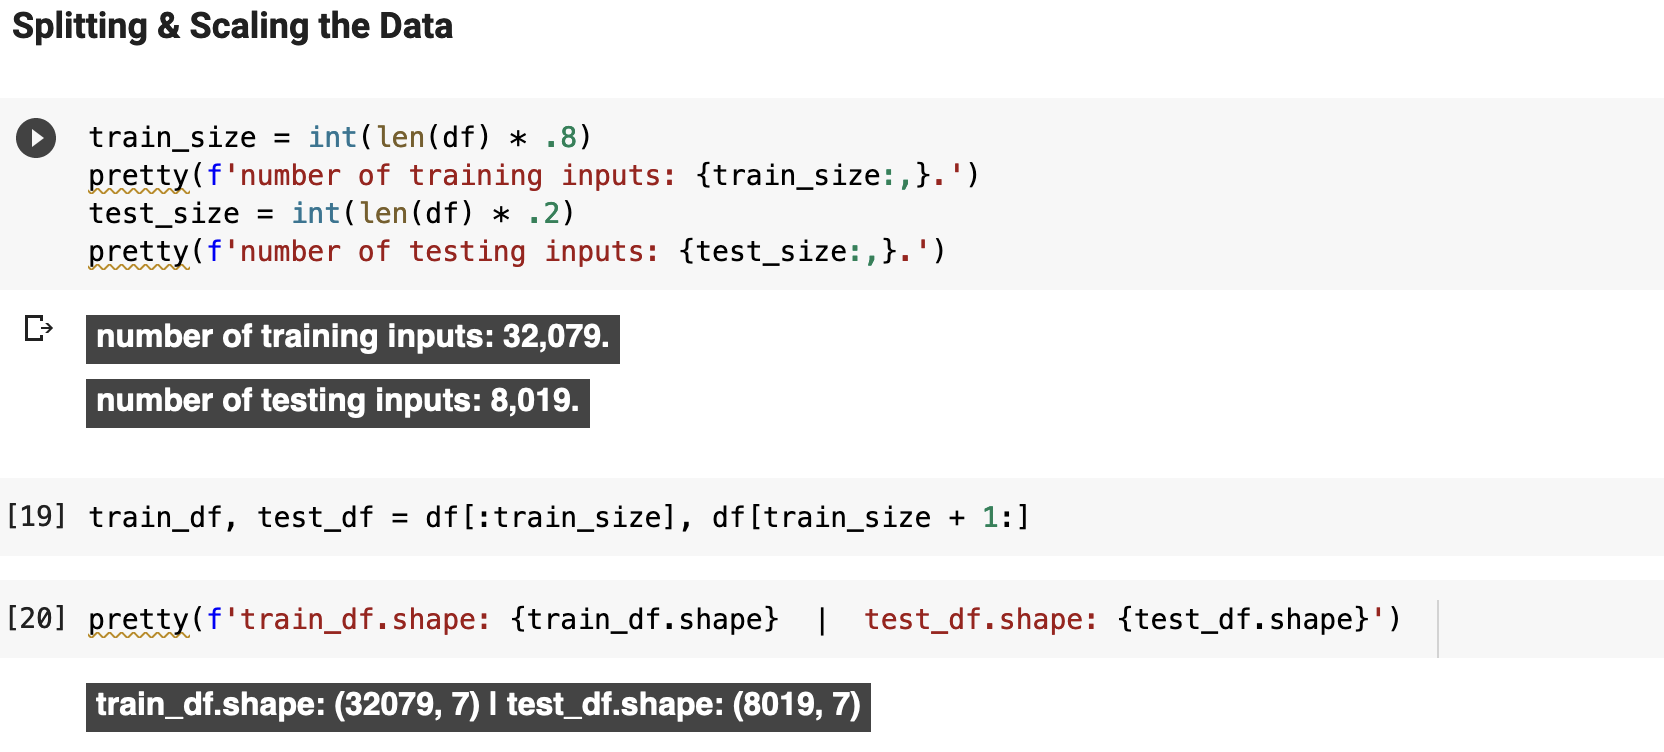 Splitting & Scaling the Data
train_size = int(len(df) * .8)
pretty(f'number of training inputs: {train_size:,}.')
test_size = int(len(df) * .2)
pretty(f'number of testing inputs: {test_size:,}.')
number of training inputs: 32,079.
number of testing inputs: 8,019.
[19] train_df, test_df = df[:train_size], df[train_size + 1:]
[20] pretty(f'train_df.shape: {train_df.shape}  |  test_df.shape: {test_df.shape}')
train_df.shape: (32079, 7) | test_df.shape: (8019, 7)